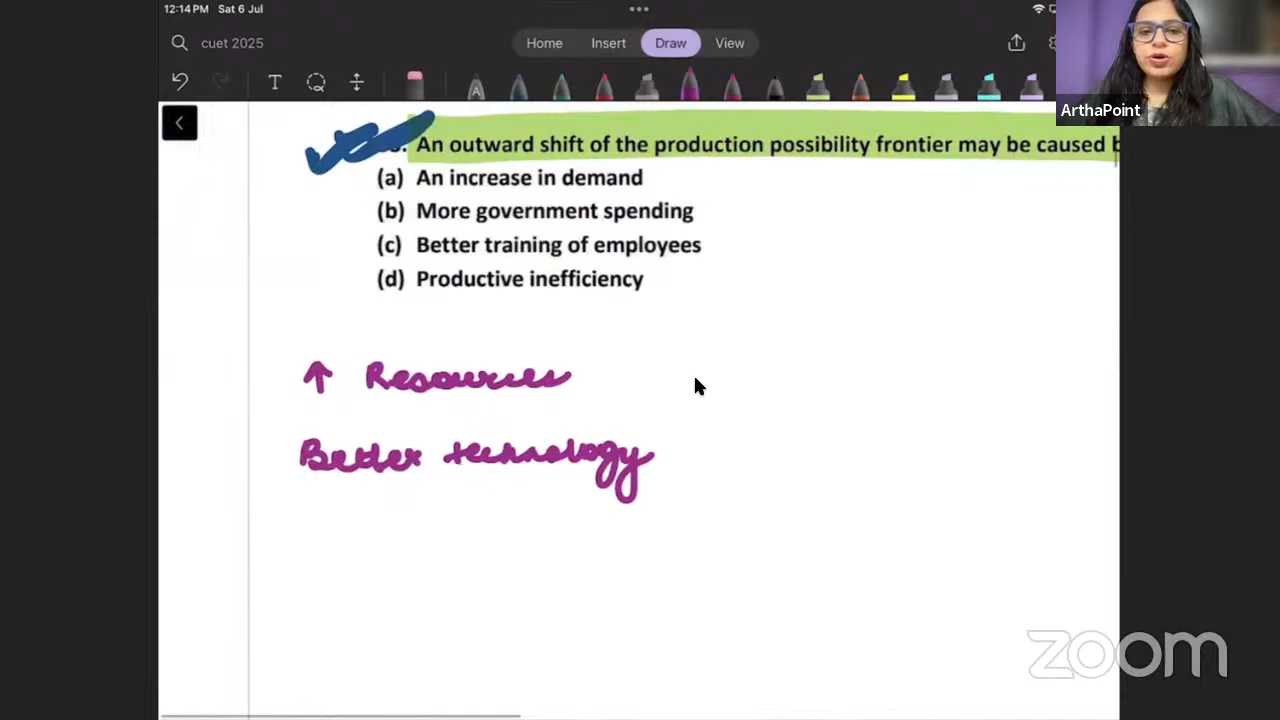 12:14 PM Sat 6 Jul
cuet 2025
Home Insert Draw View
T
A
ArthaPoint
An outward shift of the production possibility frontier may be caused
(a) An increase in demand
(b) More government spending
(c) Better training of employees
(d) Productive inefficiency
↑ Resources
Better technology
zoom